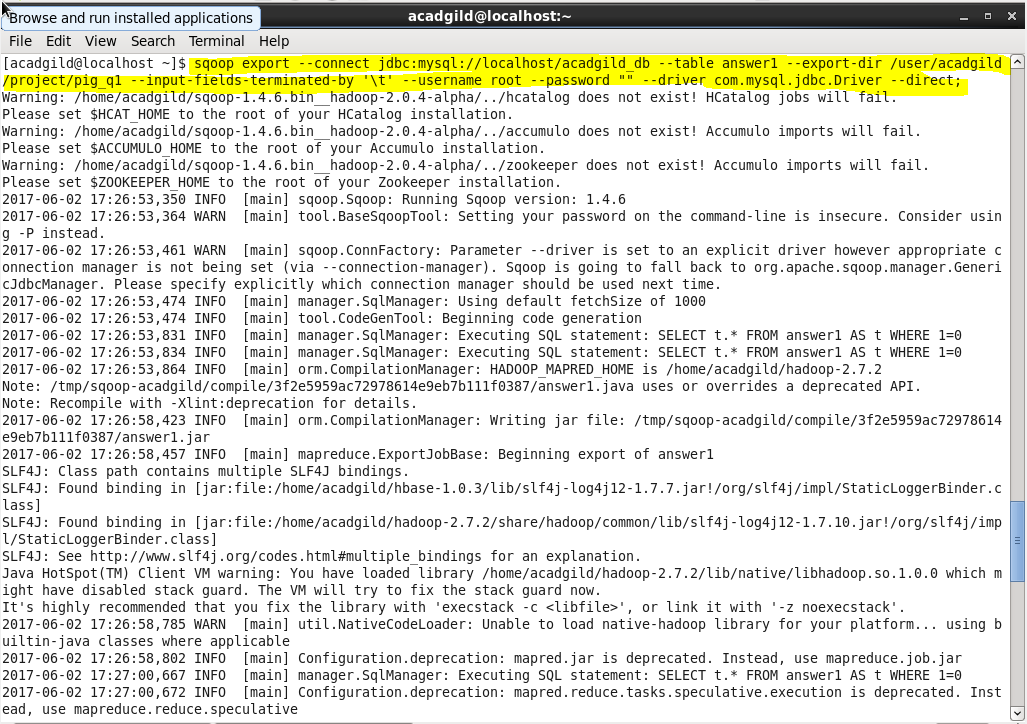 Browse and run installed applications
acadgild@localhost:~
File Edit View Search Terminal Help
[acadgild@localhost ~]$ sqoop export --connect jdbc:mysql://localhost/acadgild_db --table answer1 --export-dir /user/acadgild
/project/pig_q1 --input-fields-terminated-by '\t' --username root --password "" --driver com.mysql.jdbc.Driver --direct;
Warning: /home/acadgild/sqoop-1.4.6.bin__hadoop-2.0.4-alpha/../hcatalog does not exist! HCatalog jobs will fail.
Please set $HCAT_HOME to the root of your HCatalog installation.
Warning: /home/acadgild/sqoop-1.4.6.bin__hadoop-2.0.4-alpha/../accumulo does not exist! Accumulo imports will fail.
Please set $ACCUMULO_HOME to the root of your Accumulo installation.
Warning: /home/acadgild/sqoop-1.4.6.bin__hadoop-2.0.4-alpha/../zookeeper does not exist! Accumulo imports will fail.
Please set $ZOOKEEPER_HOME to the root of your Zookeeper installation.
2017-06-02 17:26:53,350 INFO  [main] sqoop.Sqoop: Running Sqoop version: 1.4.6
2017-06-02 17:26:53,364 WARN  [main] tool.BaseSqoopTool: Setting your password on the command-line is insecure. Consider usin
g -P instead.
2017-06-02 17:26:53,461 WARN  [main] sqoop.ConnFactory: Parameter --driver is set to an explicit driver however appropriate c
onnection manager is not being set (via --connection-manager). Sqoop is going to fall back to org.apache.sqoop.manager.Generi
cJdbcManager. Please specify explicitly which connection manager should be used next time.
2017-06-02 17:26:53,474 INFO  [main] manager.SqlManager: Using default fetchSize of 1000
2017-06-02 17:26:53,474 INFO  [main] tool.CodeGenTool: Beginning code generation
2017-06-02 17:26:53,831 INFO  [main] manager.SqlManager: Executing SQL statement: SELECT t.* FROM answer1 AS t WHERE 1=0
2017-06-02 17:26:53,834 INFO  [main] manager.SqlManager: Executing SQL statement: SELECT t.* FROM answer1 AS t WHERE 1=0
2017-06-02 17:26:53,864 INFO  [main] orm.CompilationManager: HADOOP_MAPRED_HOME is /home/acadgild/hadoop-2.7.2
Note: /tmp/sqoop-acadgild/compile/3f2e5959ac72978614e9eb7b111f0387/answer1.java uses or overrides a deprecated API.
Note: Recompile with -Xlint:deprecation for details.
2017-06-02 17:26:58,423 INFO  [main] orm.CompilationManager: Writing jar file: /tmp/sqoop-acadgild/compile/3f2e5959ac72978614
e9eb7b111f0387/answer1.jar
2017-06-02 17:26:58,457 INFO  [main] mapreduce.ExportJobBase: Beginning export of answer1
SLF4J: Class path contains multiple SLF4J bindings.
SLF4J: Found binding in [jar:file:/home/acadgild/hbase-1.0.3/lib/slf4j-log4j12-1.7.7.jar!/org/slf4j/impl/StaticLoggerBinder.c
lass]
SLF4J: Found binding in [jar:file:/home/acadgild/hadoop-2.7.2/share/hadoop/common/lib/slf4j-log4j12-1.7.10.jar!/org/slf4j/imp
l/StaticLoggerBinder.class]
SLF4J: See http://www.slf4j.org/codes.html#multiple_bindings for an explanation.
Java HotSpot(TM) Client VM warning: You have loaded library /home/acadgild/hadoop-2.7.2/lib/native/libhadoop.so.1.0.0 which m
ight have disabled stack guard. The VM will try to fix the stack guard now.
It's highly recommended that you fix the library with 'execstack -c <libfile>', or link it with '-z noexecstack'.
2017-06-02 17:26:58,785 WARN  [main] util.NativeCodeLoader: Unable to load native-hadoop library for your platform... using b
uiltin-java classes where applicable
2017-06-02 17:26:58,802 INFO  [main] Configuration.deprecation: mapred.jar is deprecated. Instead, use mapreduce.job.jar
2017-06-02 17:27:00,667 INFO  [main] manager.SqlManager: Executing SQL statement: SELECT t.* FROM answer1 AS t WHERE 1=0
2017-06-02 17:27:00,672 INFO  [main] Configuration.deprecation: mapred.reduce.tasks.speculative.execution is deprecated. Inst
ead, use mapreduce.reduce.speculative